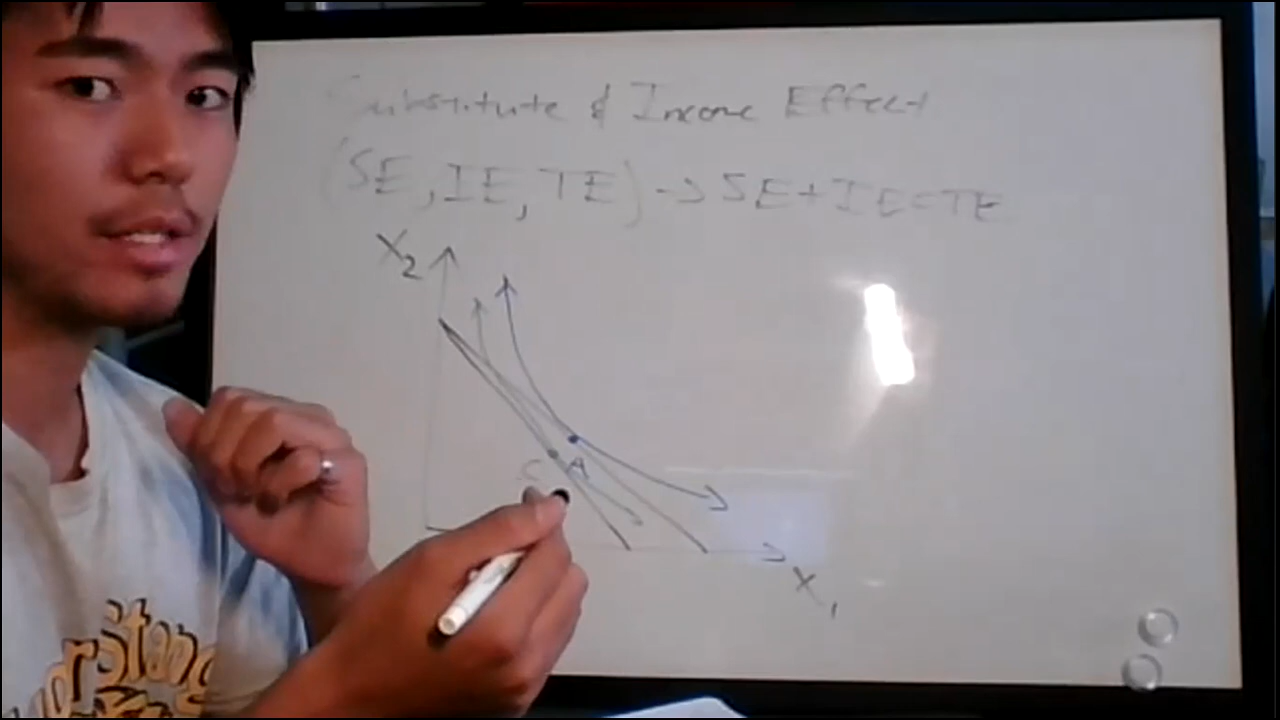 Substitute & Income Effect
(SE, IE, TE) -> SE + IE = TE
X2
C A
X1